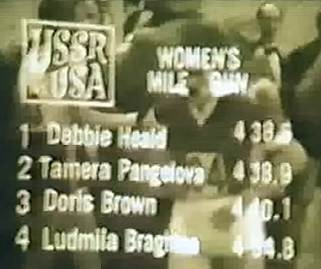 USSR
USA
WOMEN'S
MILE RUN
1 Debbie Heald 4 38.5
2 Tamera Pangelova 4 38.9
3 Doris Brown 4 40.1
4 Ludmila